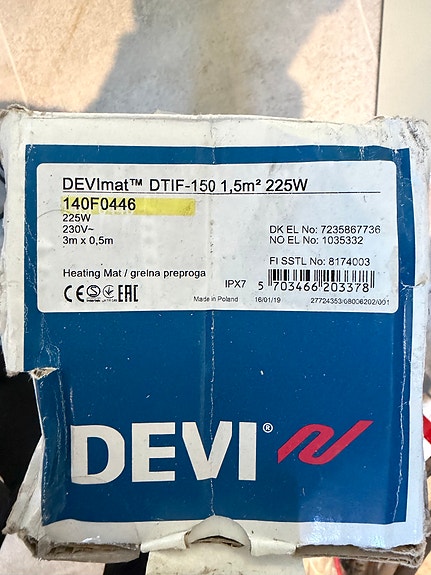 DEVImat™ DTIF-150 1,5m² 225W
140F0446
225W
230V~
3m x 0,5m
DK EL No: 7235867736
NO EL No: 1035332
FI SSTL No: 8174003
Heating Mat / grelna preproga
IPX7
5 703466 203378
CE EAC
Made in Poland
16/01/19
27724353/08006202/001
DEVI®